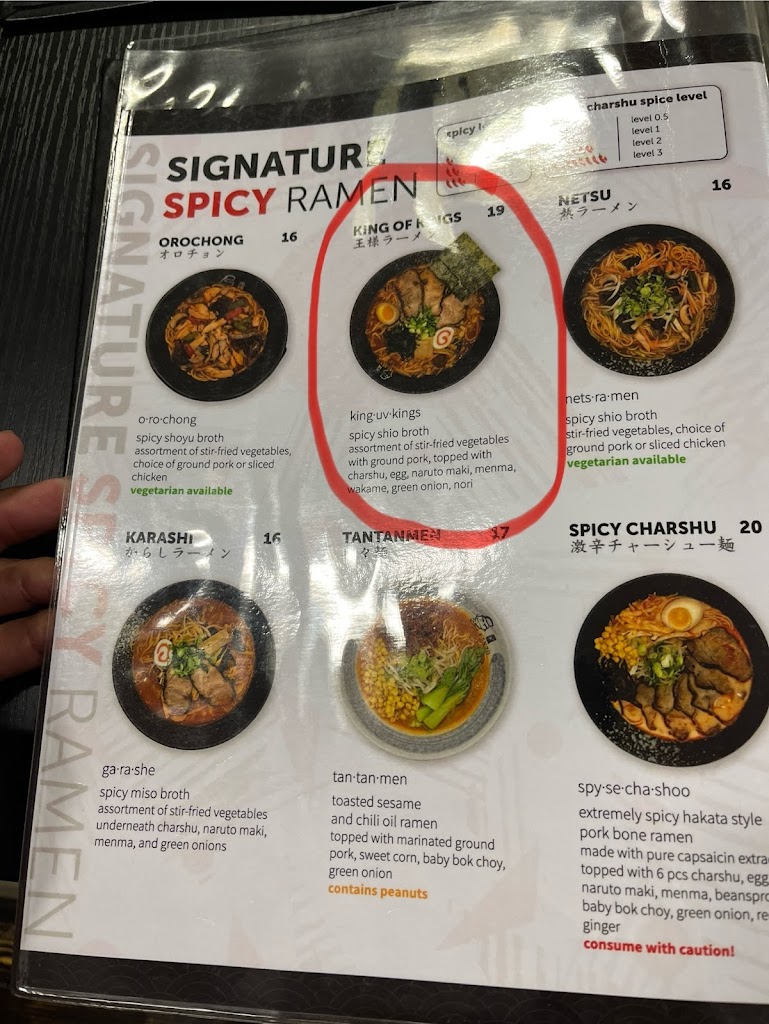 SIGNATURE
SPICY RAMEN
SIGNATURE SPICY RAMEN
charshu spice level
level 0.5
level 1
level 2
level 3
OROCHONG 16
オロチョン
o·ro·chong
spicy shoyu broth
assortment of stir-fried vegetables,
choice of ground pork or sliced
chicken
vegetarian available
KING OF KINGS 19
王様ラーメン
king·uv·kings
spicy shio broth
assortment of stir-fried vegetables
with ground pork, topped with
charshu, egg, naruto maki, menma,
wakame, green onion, nori
NETSU 16
熱ラーメン
nets·ra·men
spicy shio broth
stir-fried vegetables, choice of
ground pork or sliced chicken
vegetarian available
KARASHI 16
からしラーメン
ga·ra·she
spicy miso broth
assortment of stir-fried vegetables
underneath charshu, naruto maki,
menma, and green onions
TANTANMEN 17
tan·tan·men
toasted sesame
and chili oil ramen
topped with marinated ground
pork, sweet corn, baby bok choy,
green onion
contains peanuts
SPICY CHARSHU 20
激辛チャーシュー麺
spy·se·cha·shoo
extremely spicy hakata style
pork bone ramen
made with pure capsaicin extra
topped with 6 pcs charshu, egg
naruto maki, menma, beanspro
baby bok choy, green onion, re
ginger
consume with caution!